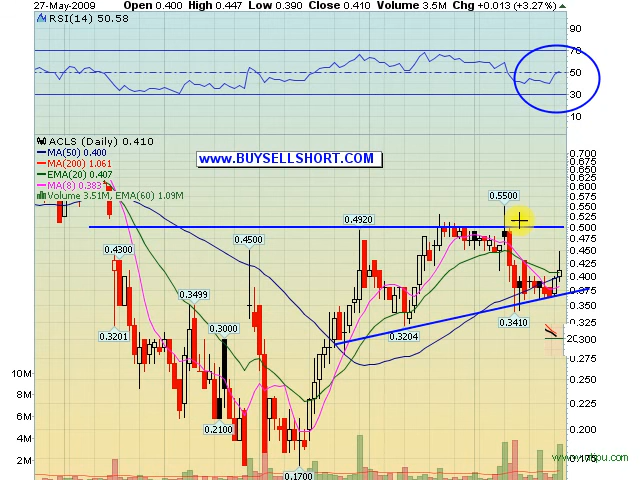 27-May-2009 Open 0.400 High 0.447 Low 0.390 Close 0.410 Volume 3.5M Chg +0.013 (+3.27%)
RSI(14) 50.58
90
70
50
30
10
ACLS (Daily) 0.410
MA(50) 0.400
MA(200) 1.061
EMA(20) 0.407
MA(8) 0.383
Volume 3.51M, EMA(60) 1.09M
WWW.BUYSELLSHORT.COM
0.700
0.675
0.650
0.625
0.600
0.575
0.550
0.525
0.500
0.475
0.450
0.425
0.400
0.375
0.350
0.325
0.300
0.275
0.250
0.225
0.200
0.175
0.5500
0.4920
0.4500
0.4300
0.3499
0.3410
0.3201
0.3000
0.3204
0.2100
0.1700
10M
8M
6M
4M
2M